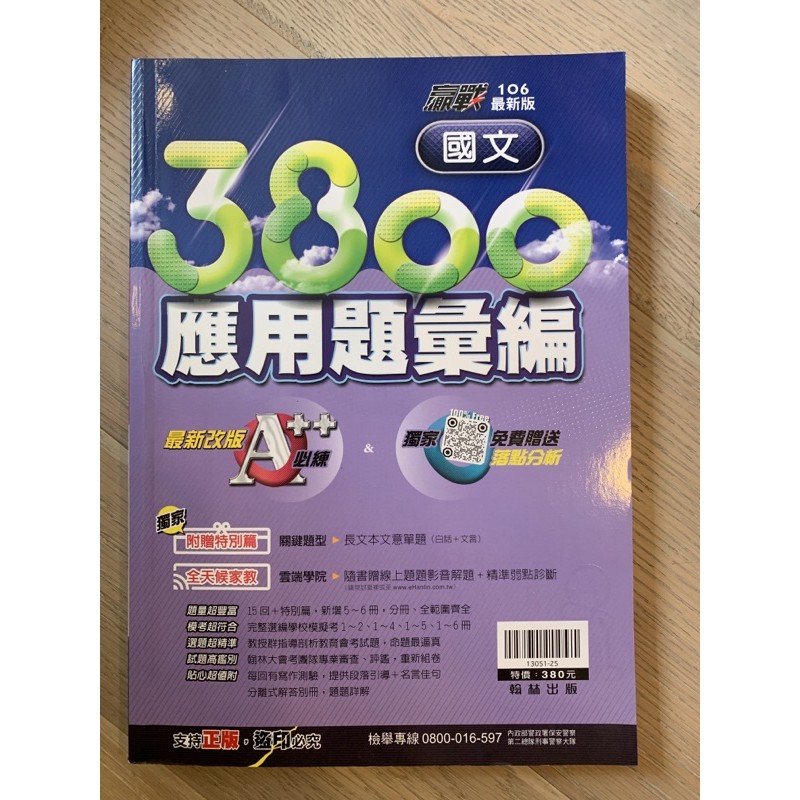 贏戰 106
最新版
國文
3800
應用題彙編
最新改版 A++ 必練
&
100% Free
獨家 免費贈送
落點分析
獨家
附贈特別篇 關鍵題型 ▶ 長文本文意單題（白話+文言）
全天候家教 雲端學院 ▶ 隨書贈線上題題影音解題+精準弱點診斷
題量超豐富 15回+特別篇，新增5~6冊，分冊、全範圍齊全
模考超符合 完整選編學校模擬考1~2、1~4、1~5、1~6冊
選題超精準 教授群指導剖析教育會考試題，命題最逼真
試題高鑑別 翰林大會考團隊專業審查、評鑑，重新組卷
貼心超值附 每回有寫作測驗，提供段落引導+名言佳句
分離式解答別冊，題題詳解
13051-25
特價：380元
翰林出版
支持正版，盜印必究
檢舉專線 0800-016-597
內政部警政署保安警察
第二總隊刑事警察大隊